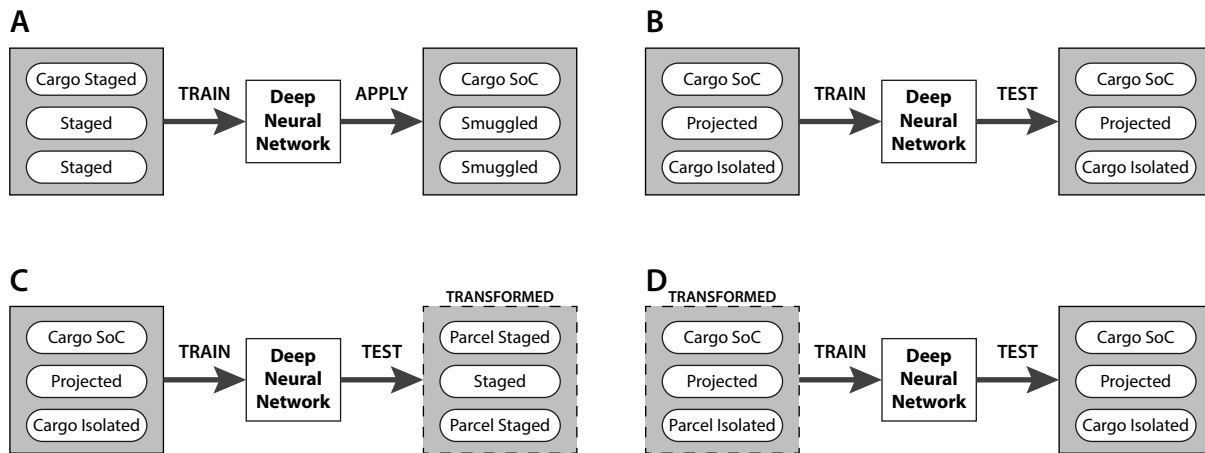 A
Cargo Staged
Staged
Staged
TRAIN
Deep
Neural
Network
APPLY
Cargo SoC
Smuggled
Smuggled
B
Cargo SoC
Projected
Cargo Isolated
TRAIN
Deep
Neural
Network
TEST
Cargo SoC
Projected
Cargo Isolated
C
Cargo SoC
Projected
Cargo Isolated
TRAIN
Deep
Neural
Network
TEST
TRANSFORMED
Parcel Staged
Staged
Parcel Staged
D
TRANSFORMED
Cargo SoC
Projected
Parcel Isolated
TRAIN
Deep
Neural
Network
TEST
Cargo SoC
Projected
Cargo Isolated